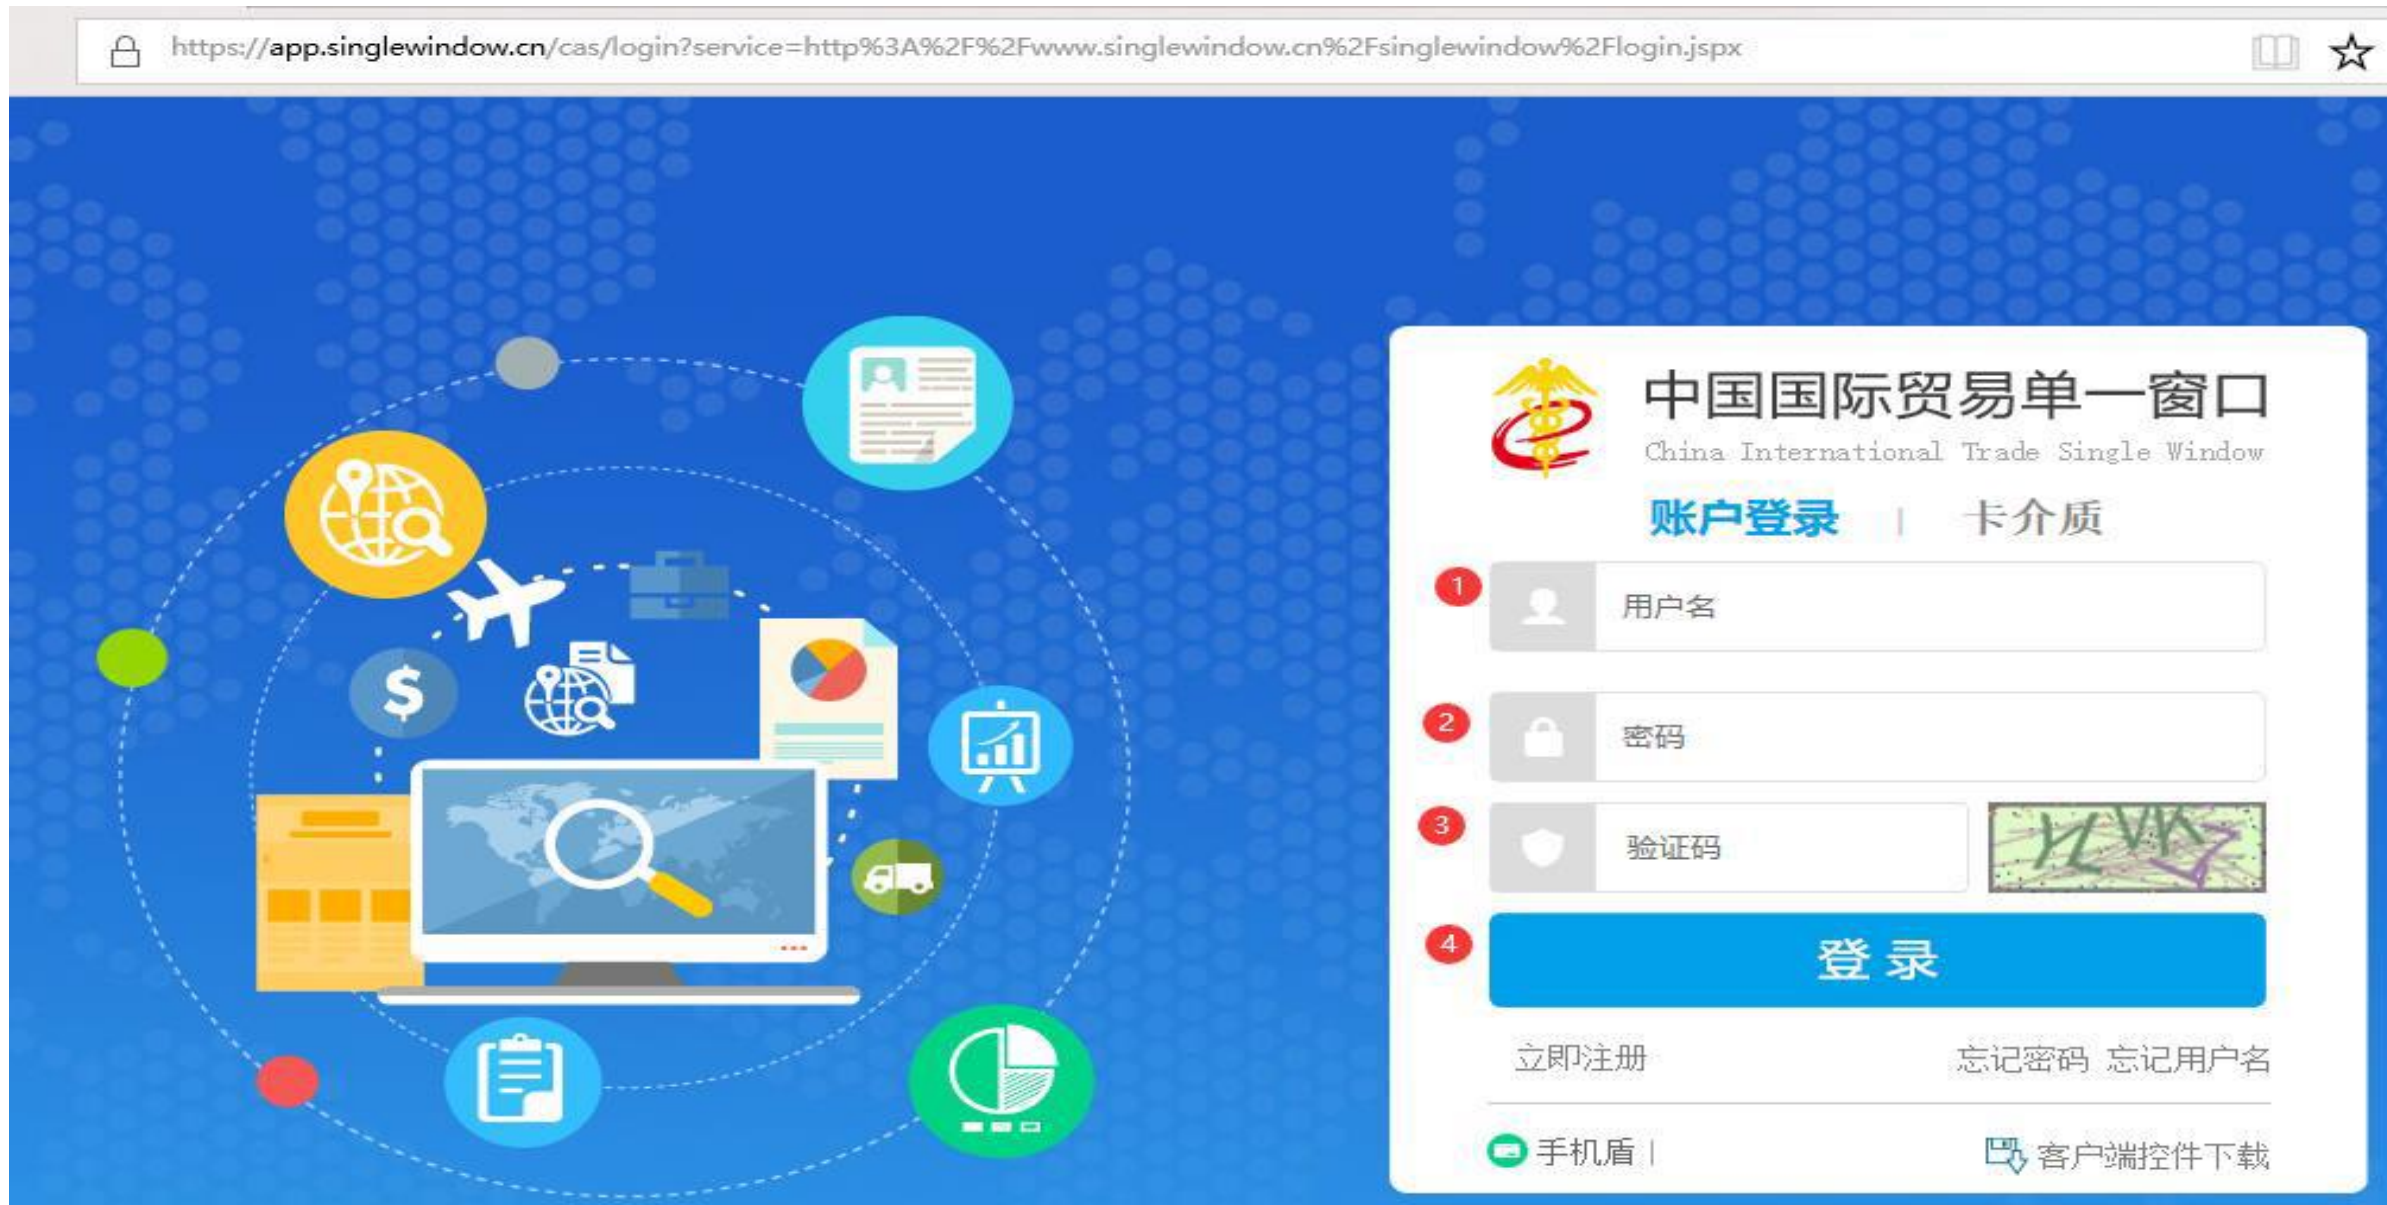 https://app.singlewindow.cn/cas/login?service=http%3A%2F%2Fwww.singlewindow.cn%2Fsinglewindow%2Flogin.jspx
中国国际贸易单一窗口
China International Trade Single Window
账户登录 | 卡介质
1 用户名
2 密码
3 验证码
4 登录
立即注册 忘记密码 忘记用户名
手机盾 | 客户端控件下载
$